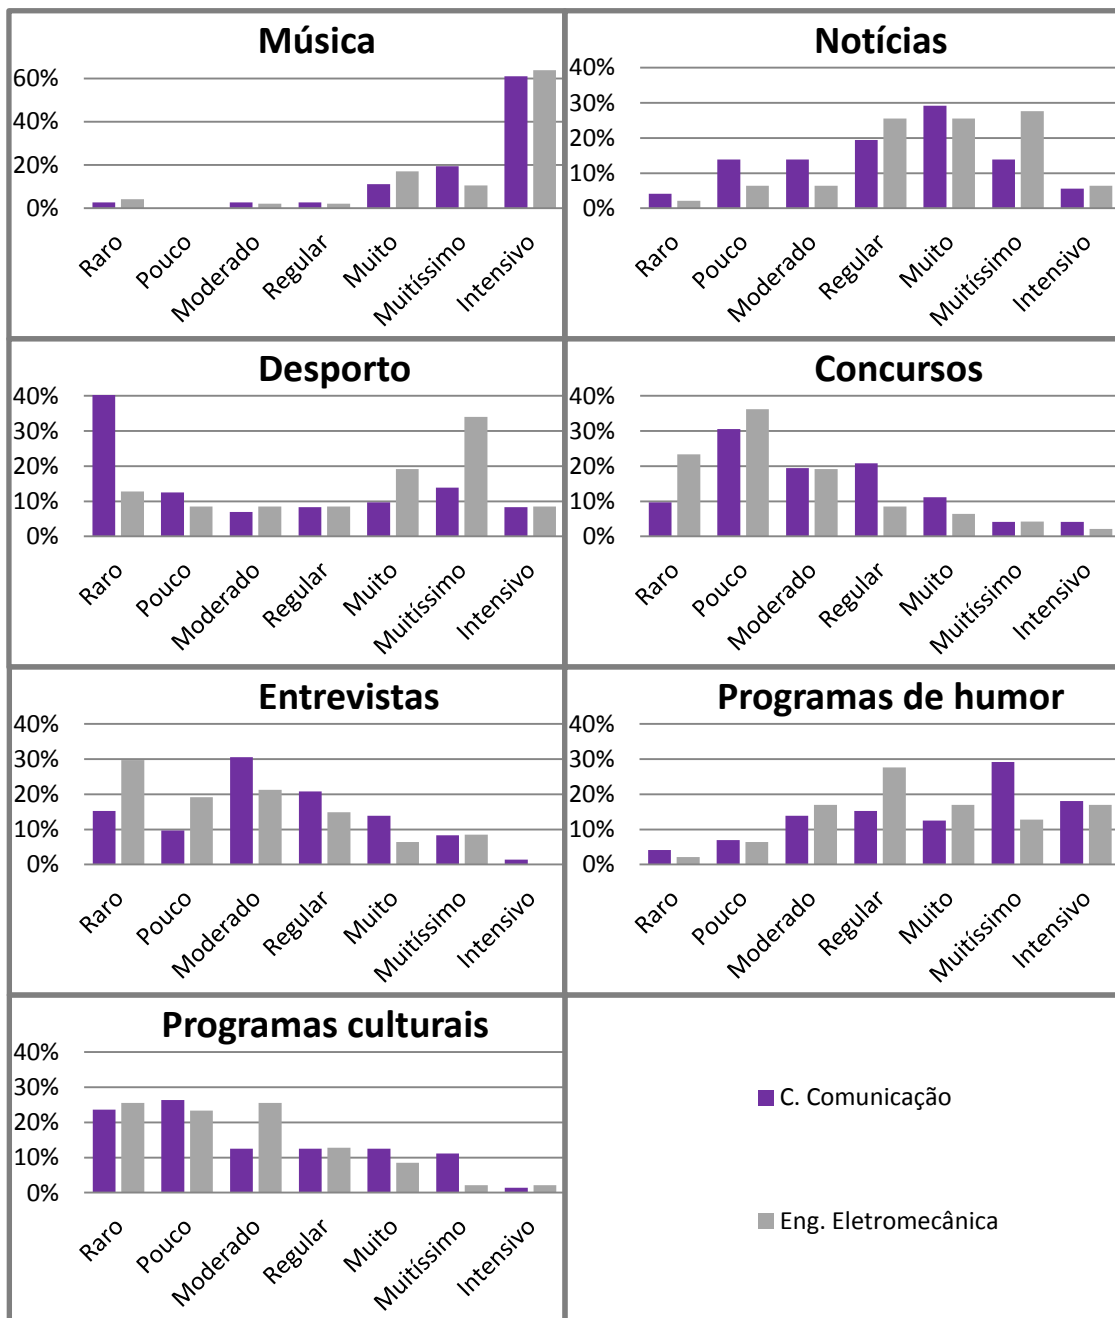 Música
60%
40%
20%
0%
Raro
Pouco
Moderado
Regular
Muito
Muitíssimo
Intensivo
Notícias
40%
30%
20%
10%
0%
Raro
Pouco
Moderado
Regular
Muito
Muitíssimo
Intensivo
Desporto
40%
30%
20%
10%
0%
Raro
Pouco
Moderado
Regular
Muito
Muitíssimo
Intensivo
Concursos
40%
30%
20%
10%
0%
Raro
Pouco
Moderado
Regular
Muito
Muitíssimo
Intensivo
Entrevistas
40%
30%
20%
10%
0%
Raro
Pouco
Moderado
Regular
Muito
Muitíssimo
Intensivo
Programas de humor
40%
30%
20%
10%
0%
Raro
Pouco
Moderado
Regular
Muito
Muitíssimo
Intensivo
Programas culturais
40%
30%
20%
10%
0%
Raro
Pouco
Moderado
Regular
Muito
Muitíssimo
Intensivo
C. Comunicação
Eng. Eletromecânica